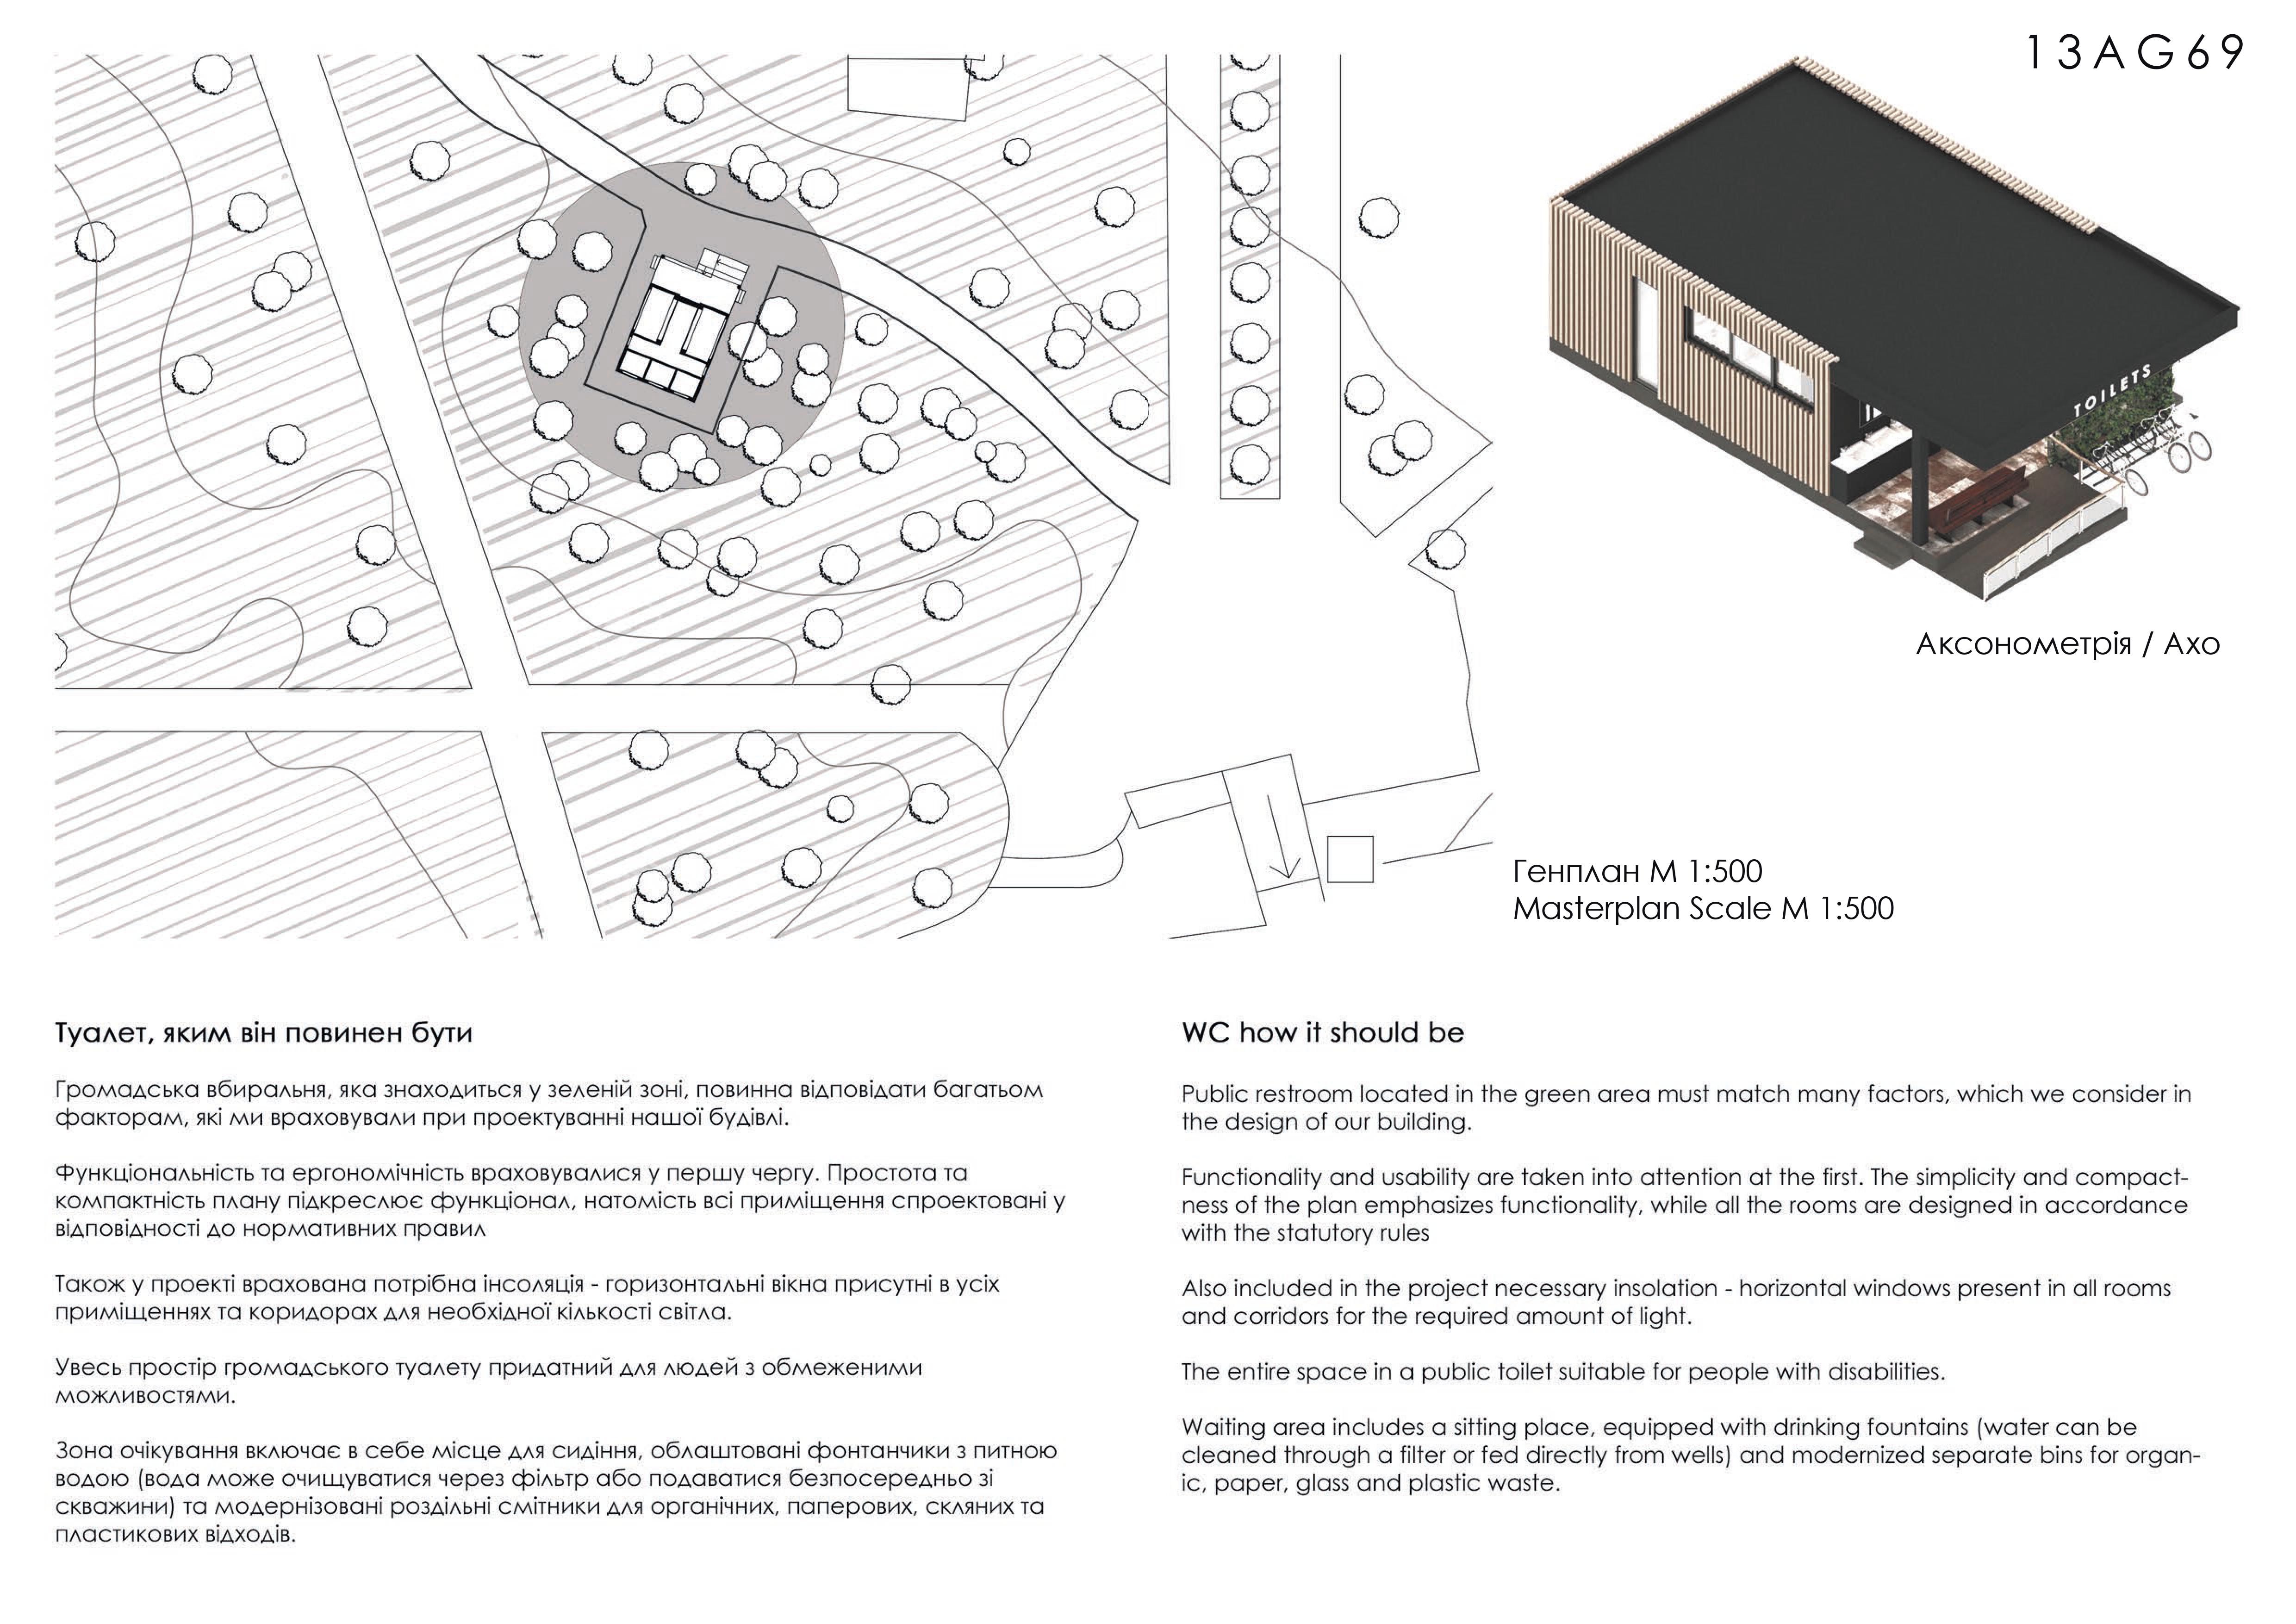 13AG69
TOILETS
Аксонометрія / Axo
Генплан М 1:500
Masterplan Scale M 1:500
Туалет, яким він повинен бути
Громадська вбиральня, яка знаходиться у зеленій зоні, повинна відповідати багатьом
факторам, які ми враховували при проектуванні нашої будівлі.
Функціональність та ергономічність враховувалися у першу чергу. Простота та
компактність плану підкреслює функціонал, натомість всі приміщення спроектовані у
відповідності до нормативних правил
Також у проекті врахована потрібна інсоляція - горизонтальні вікна присутні в усіх
приміщеннях та коридорах для необхідної кількості світла.
Увесь простір громадського туалету придатний для людей з обмеженими
можливостями.
Зона очікування включає в себе місце для сидіння, облаштовані фонтанчики з питною
водою (вода може очищуватися через фільтр або подаватися безпосередньо зі
скважини) та модернізовані роздільні смітники для органічних, паперових, скляних та
пластикових відходів.
WC how it should be
Public restroom located in the green area must match many factors, which we consider in
the design of our building.
Functionality and usability are taken into attention at the first. The simplicity and compact-
ness of the plan emphasizes functionality, while all the rooms are designed in accordance
with the statutory rules
Also included in the project necessary insolation - horizontal windows present in all rooms
and corridors for the required amount of light.
The entire space in a public toilet suitable for people with disabilities.
Waiting area includes a sitting place, equipped with drinking fountains (water can be
cleaned through a filter or fed directly from wells) and modernized separate bins for organ-
ic, paper, glass and plastic waste.